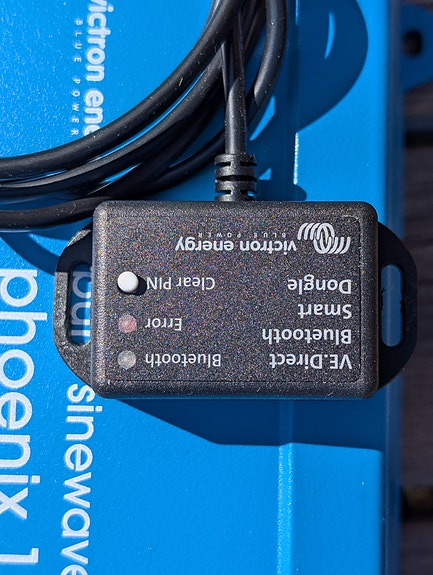 victron energy
BLUE POWER
VE.Direct
Bluetooth
Smart
Dongle
Bluetooth
Error
Clear PIN
victron ene
BLUE POWER
sinewave
phoenix 1